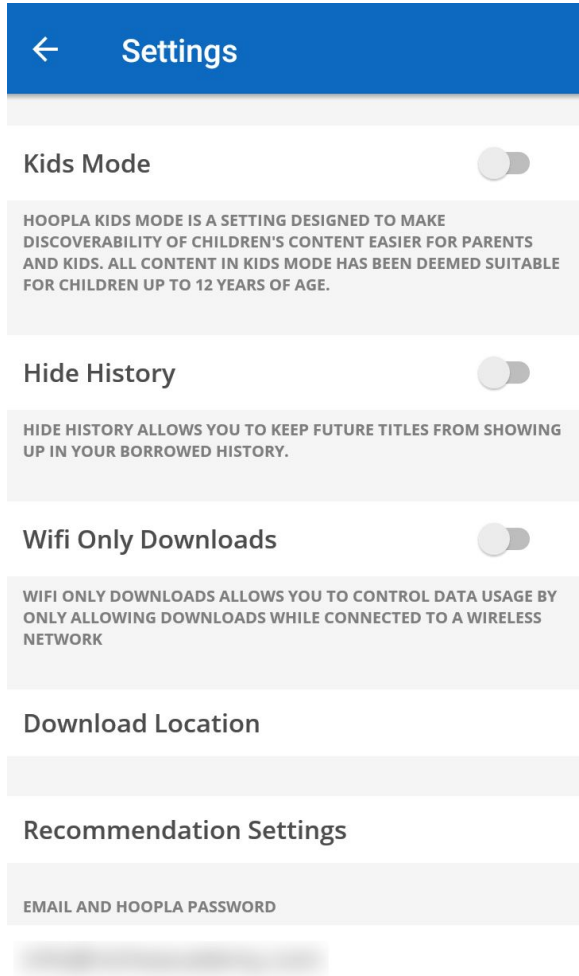 Settings
Kids Mode
HOOPLA KIDS MODE IS A SETTING DESIGNED TO MAKE
DISCOVERABILITY OF CHILDREN'S CONTENT EASIER FOR PARENTS
AND KIDS. ALL CONTENT IN KIDS MODE HAS BEEN DEEMED SUITABLE
FOR CHILDREN UP TO 12 YEARS OF AGE.
Hide History
HIDE HISTORY ALLOWS YOU TO KEEP FUTURE TITLES FROM SHOWING
UP IN YOUR BORROWED HISTORY.
Wifi Only Downloads
WIFI ONLY DOWNLOADS ALLOWS YOU TO CONTROL DATA USAGE BY
ONLY ALLOWING DOWNLOADS WHILE CONNECTED TO A WIRELESS
NETWORK
Download Location
Recommendation Settings
EMAIL AND HOOPLA PASSWORD